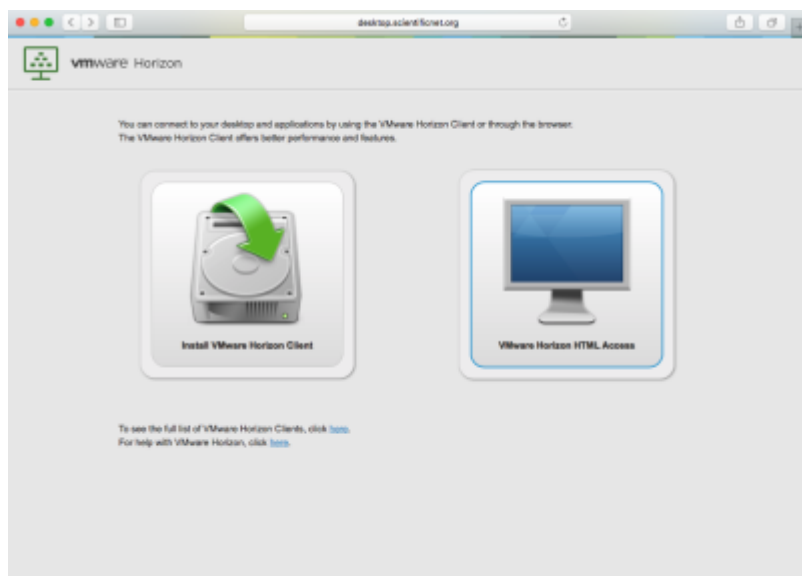 desktop.scientificnet.org
vmware Horizon
You can connect to your desktop and applications by using the VMware Horizon Client or through the browser.
The VMware Horizon Client offers better performance and features.
Install VMware Horizon Client
VMware Horizon HTML Access
To see the full list of VMware Horizon Clients, click here.
For help with VMware Horizon, click here.